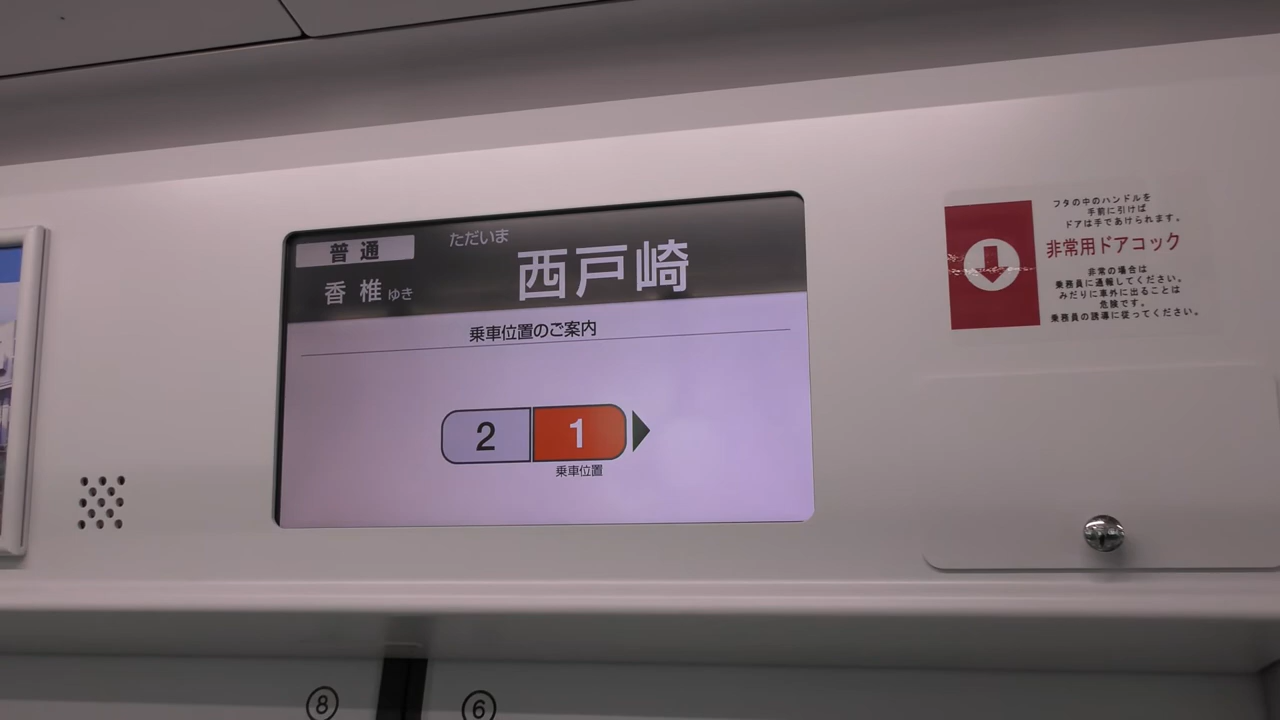 普通
香椎ゆき
ただいま
西戸崎
乗車位置のご案内
2
1
乗車位置
フタの中のハンドルを
手前に引けば
ドアは手であけられます。
非常用ドアコック
非常の場合は
乗務員に通報してください。
みだりに車外に出ることは
危険です。
乗務員の誘導に従ってください。
⑧
⑥